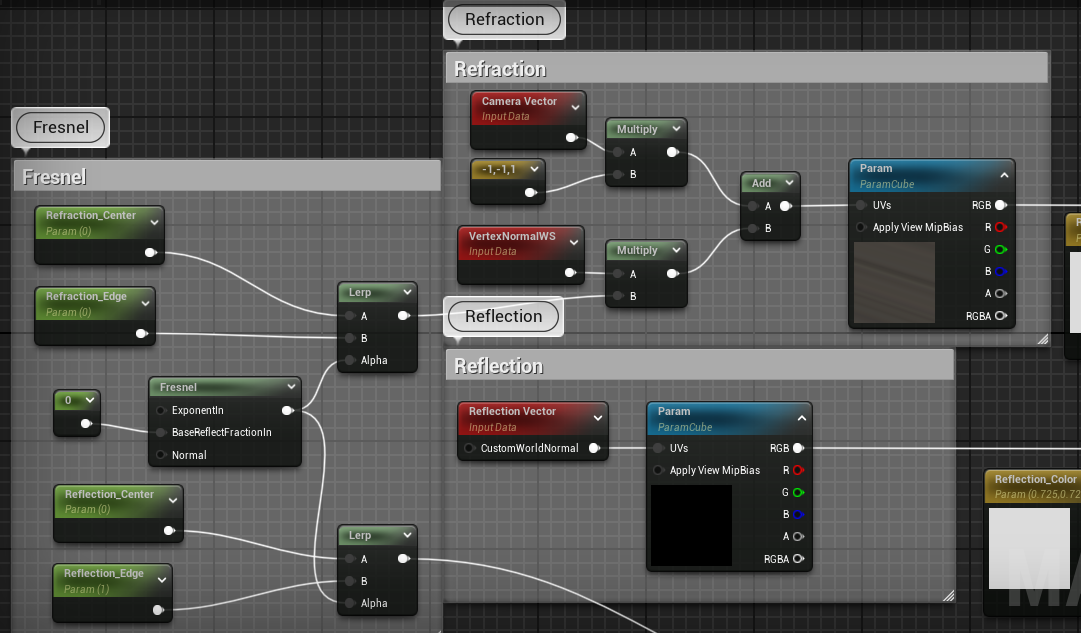 Refraction
Refraction
Camera Vector
Input Data
-1,-1,1
Multiply
A
B
Add
A
B
Param
ParamCube
UVs
RGB
Apply View MipBias
R
G
B
A
RGBA
VertexNormalWS
Input Data
Multiply
A
B
Fresnel
Fresnel
Refraction_Center
Param (0)
Refraction_Edge
Param (0)
Lerp
A
B
Alpha
0
Fresnel
ExponentIn
BaseReflectFractionIn
Normal
Reflection_Center
Param (0)
Reflection_Edge
Param (1)
Lerp
A
B
Alpha
Reflection
Reflection
Reflection Vector
Input Data
CustomWorldNormal
Param
ParamCube
UVs
RGB
Apply View MipBias
R
G
B
A
RGBA
Reflection_Color
Param (0.725,0.72